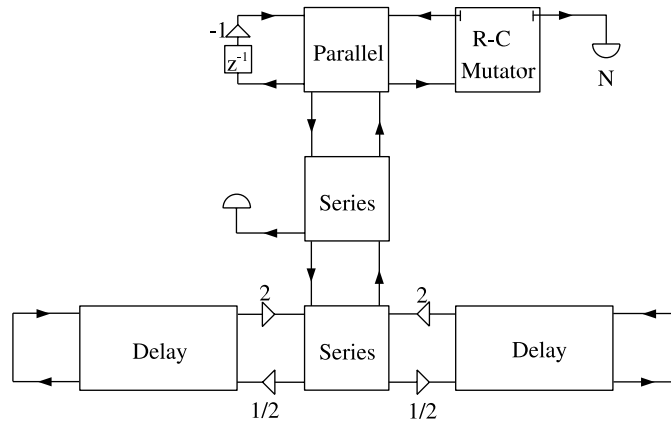 -1
z-1
Parallel
R-C
Mutator
N
Series
2
2
Delay
Series
Delay
1/2
1/2